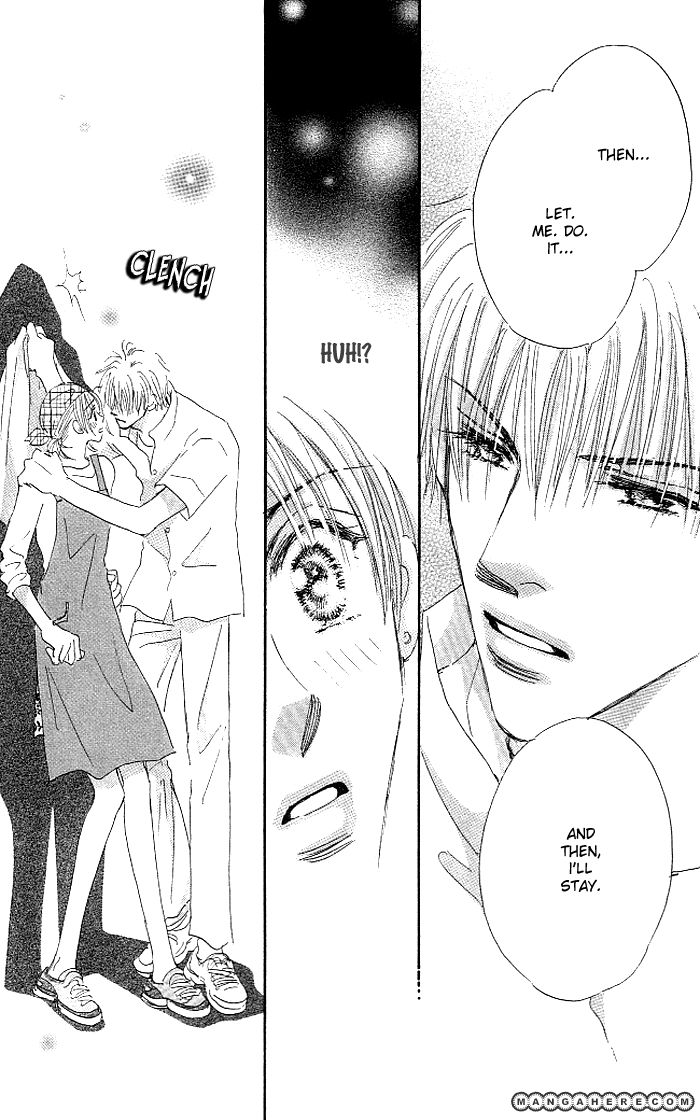 THEN...
LET.
ME. DO.
IT...
AND
THEN,
I'LL
STAY.
HUH!?
CLENCH
MANGAHERE.COM